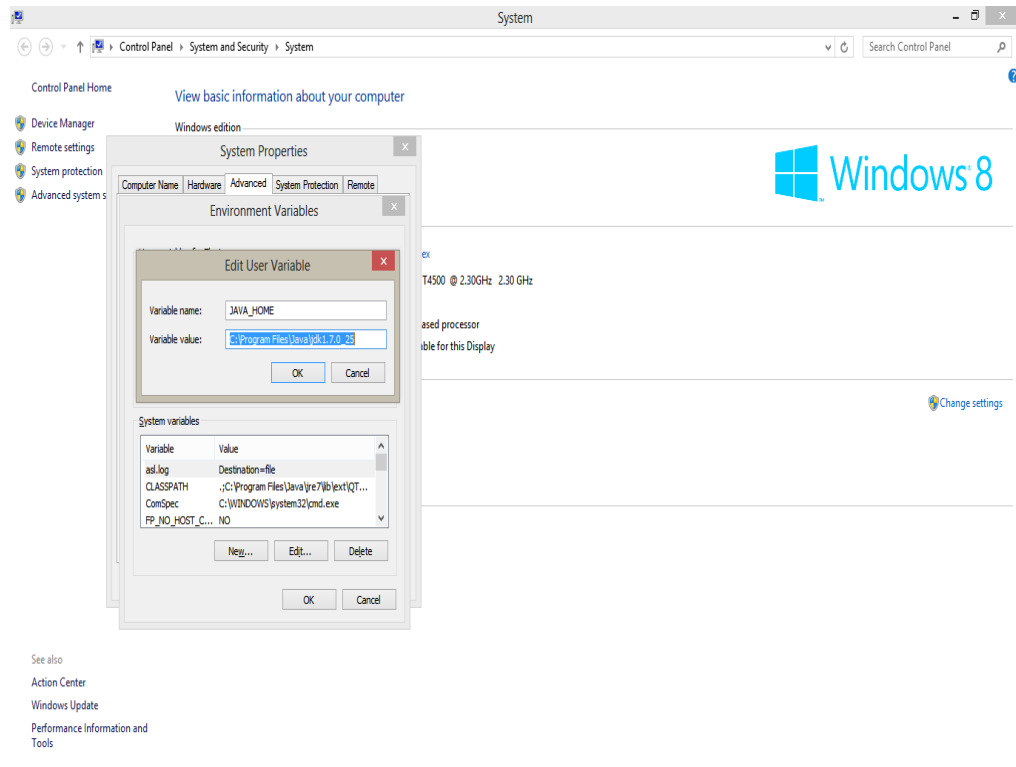 System
Control Panel System and Security System
Search Control Panel
Control Panel Home
Device Manager
Remote settings
System protection
Advanced system s
View basic information about your computer
Windows edition
Windows 8
System Properties
Computer Name Hardware Advanced System Protection Remote
Environment Variables
Edit User Variable
Variable name: JAVA_HOME
Variable value: C:\Program Files\Java\jdk1.7.0_25
OK Cancel
ex
T4500 @ 2.30GHz 2.30 GHz
ased processor
ble for this Display
Change settings
System variables
Variable Value
asl.log Destination=file
CLASSPATH .;C:\Program Files\Java\jre7\lib\ext\QT...
ComSpec C:\WINDOWS\system32\cmd.exe
FP_NO_HOST_C... NO
New... Edit... Delete
OK Cancel
See also
Action Center
Windows Update
Performance Information and
Tools